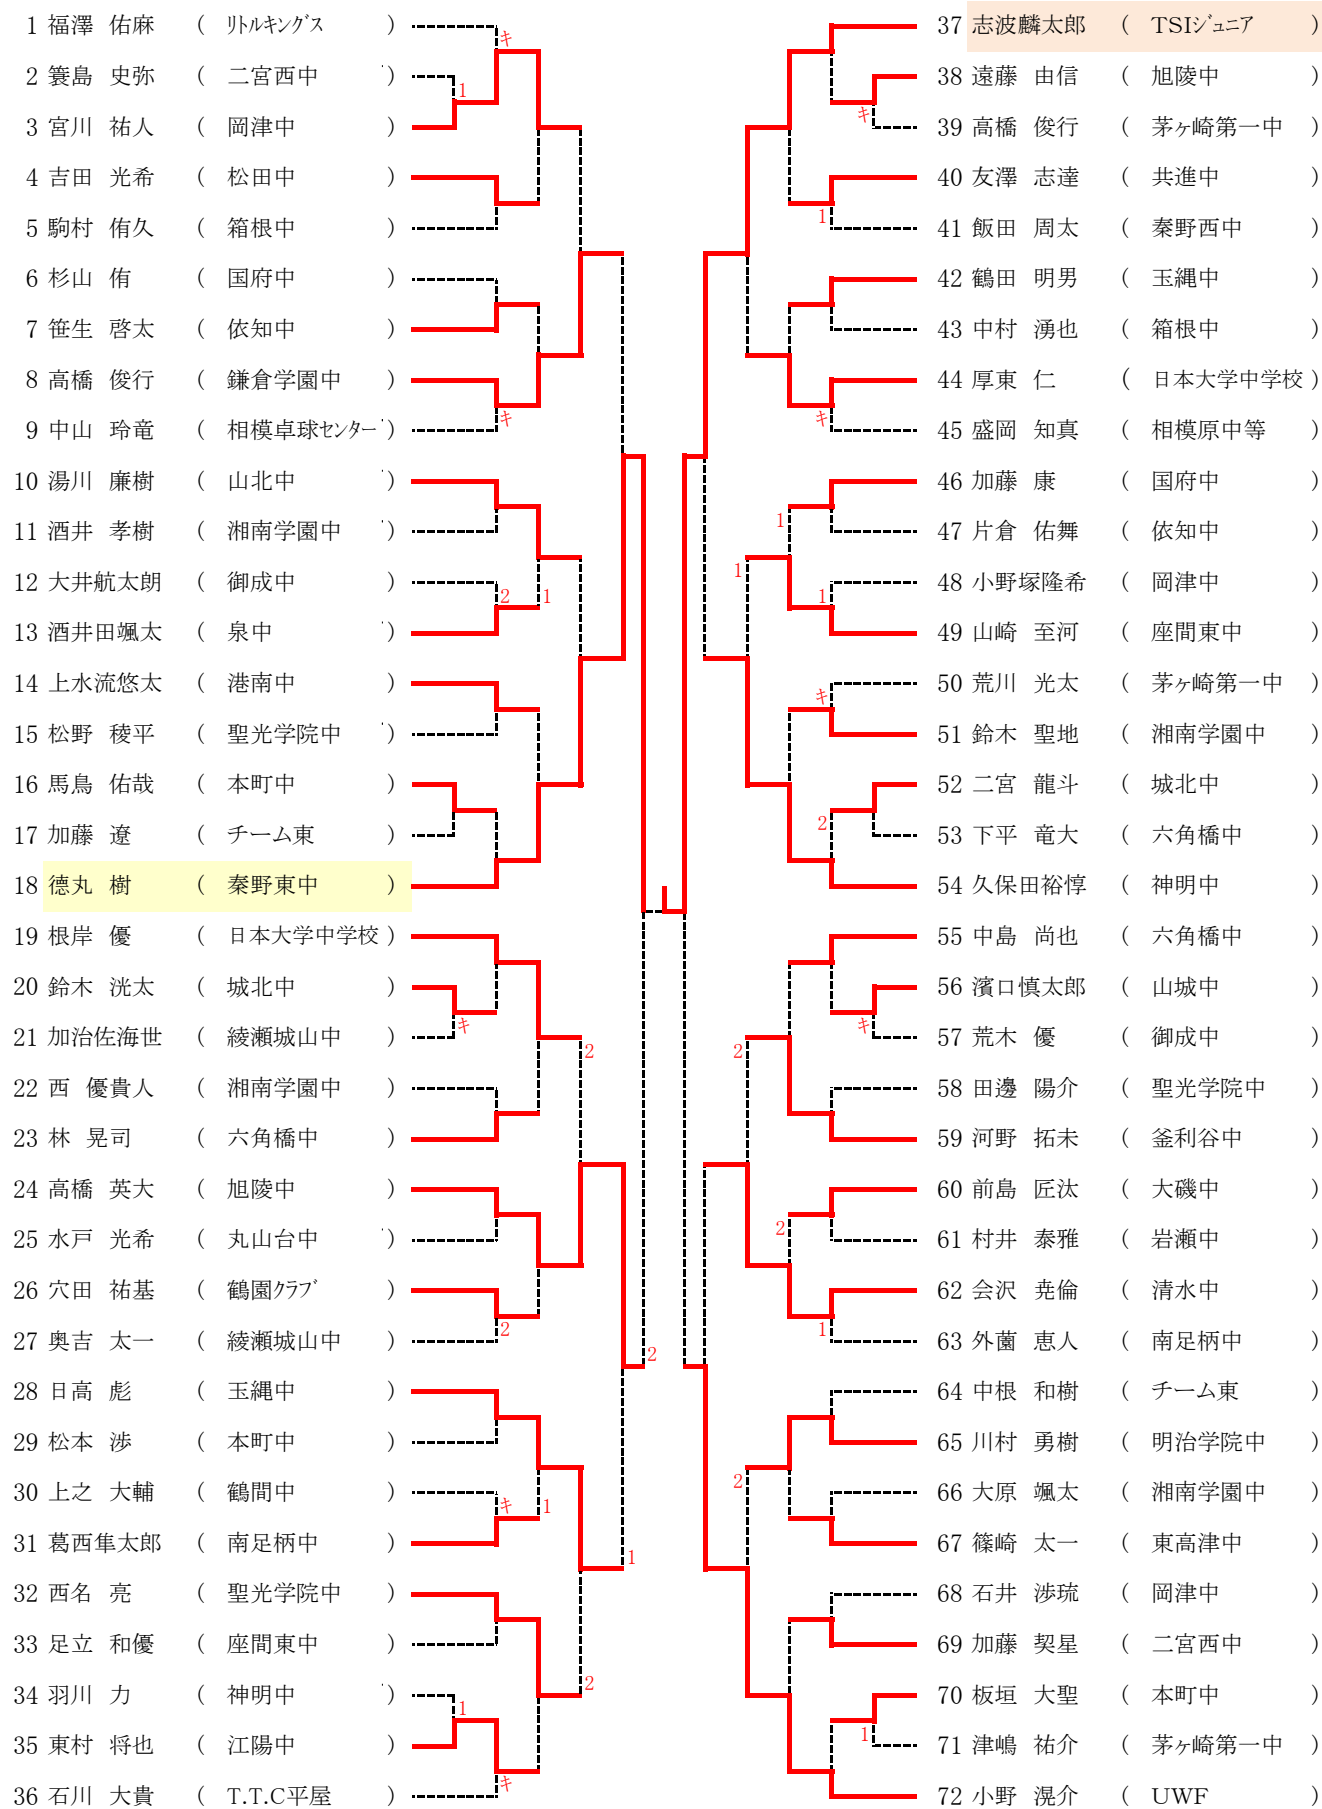 1 福澤 佑麻 ( リトルキングス )
2 簑島 史弥 ( 二宮西中 )
3 宮川 祐人 ( 岡津中 )
4 吉田 光希 ( 松田中 )
5 駒村 侑久 ( 箱根中 )
6 杉山 侑 ( 国府中 )
7 笹生 啓太 ( 依知中 )
8 高橋 俊行 ( 鎌倉学園中 )
9 中山 玲竜 ( 相模卓球センター )
10 湯川 廉樹 ( 山北中 )
11 酒井 孝樹 ( 湘南学園中 )
12 大井航太朗 ( 御成中 )
13 酒井田颯太 ( 泉中 )
14 上水流悠太 ( 港南中 )
15 松野 稜平 ( 聖光学院中 )
16 馬鳥 佑哉 ( 本町中 )
17 加藤 遼 ( チーム東 )
18 德丸 樹 ( 秦野東中 )
19 根岸 優 ( 日本大学中学校 )
20 鈴木 洸太 ( 城北中 )
21 加治佐海世 ( 綾瀬城山中 )
22 西 優貴人 ( 湘南学園中 )
23 林 晃司 ( 六角橋中 )
24 高橋 英大 ( 旭陵中 )
25 水戸 光希 ( 丸山台中 )
26 穴田 祐基 ( 鶴園クラブ )
27 奥吉 太一 ( 綾瀬城山中 )
28 日高 彪 ( 玉縄中 )
29 松本 渉 ( 本町中 )
30 上之 大輔 ( 鶴間中 )
31 葛西隼太郎 ( 南足柄中 )
32 西名 亮 ( 聖光学院中 )
33 足立 和優 ( 座間東中 )
34 羽川 力 ( 神明中 )
35 東村 将也 ( 江陽中 )
36 石川 大貴 ( T.T.C平屋 )
キ
1
キ
2
1
キ
2
2
2
キ
1
1
2
1
キ
37 志波麟太郎 ( TSIジュニア )
38 遠藤 由信 ( 旭陵中 )
39 高橋 俊行 ( 茅ヶ崎第一中 )
40 友澤 志達 ( 共進中 )
41 飯田 周太 ( 秦野西中 )
42 鶴田 明男 ( 玉縄中 )
43 中村 湧也 ( 箱根中 )
44 厚東 仁 ( 日本大学中学校 )
45 盛岡 知真 ( 相模原中等 )
46 加藤 康 ( 国府中 )
47 片倉 佑舞 ( 依知中 )
48 小野塚隆希 ( 岡津中 )
49 山崎 至河 ( 座間東中 )
50 荒川 光太 ( 茅ヶ崎第一中 )
51 鈴木 聖地 ( 湘南学園中 )
52 二宮 龍斗 ( 城北中 )
53 下平 竜大 ( 六角橋中 )
54 久保田裕惇 ( 神明中 )
55 中島 尚也 ( 六角橋中 )
56 濱口慎太郎 ( 山城中 )
57 荒木 優 ( 御成中 )
58 田邊 陽介 ( 聖光学院中 )
59 河野 拓未 ( 釜利谷中 )
60 前島 匠汰 ( 大磯中 )
61 村井 泰雅 ( 岩瀬中 )
62 会沢 尭倫 ( 清水中 )
63 外薗 恵人 ( 南足柄中 )
64 中根 和樹 ( チーム東 )
65 川村 勇樹 ( 明治学院中 )
66 大原 颯太 ( 湘南学園中 )
67 篠崎 太一 ( 東高津中 )
68 石井 渉琉 ( 岡津中 )
69 加藤 契星 ( 二宮西中 )
70 板垣 大聖 ( 本町中 )
71 津嶋 祐介 ( 茅ヶ崎第一中 )
72 小野 滉介 ( UWF )
キ
1
キ
1
1
1
キ
2
キ
2
2
1
2
1